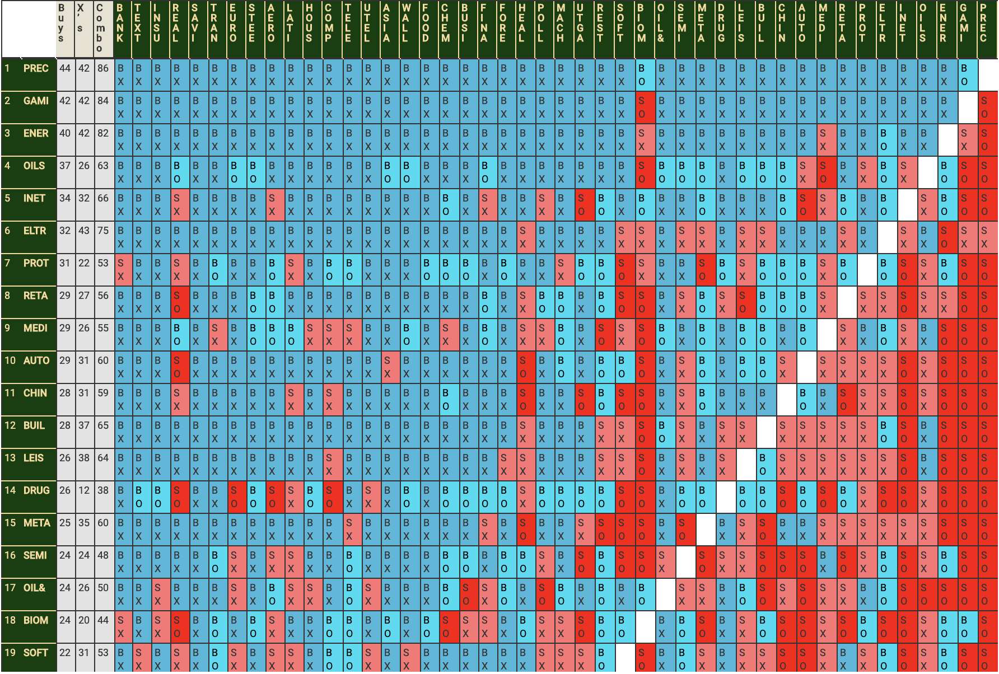 Buys X's Combo BANK TEXT INSU REAL SAVI TRAN EURO STEE AERO LATI HOUS COMP TELE UTEL ASIA WALL FOOD CHEM BUSI FINA FORE HEAL POLL MACH UTGA REST SOFT BIOM OIL& SEMI META DRUG LEIS BUIL CHIN AUTO MEDI RETA PROT ELTR INET OILS ENER GAMI PREC
1 PREC 44 42 86 B B B B B B B B B B B B B B B B B B B B B B B B B B B B B B B B B B B B B B B B B B B B
X X X X X X X X X X X X X X X X X X X X X X X X X X X O X X X X X X X X X X X X X X X O
2 GAMI 42 42 84 B B B B B B B B B B B B B B B B B B B B B B B B B B B S B B B B B B B B B B B B B B B S
X X X X X X X X X X X X X X X X X X X X X X X X X X X O X X X X X X X X X X X X X X X O
3 ENER 40 42 82 B B B B B B B B B B B B B B B B B B B B B B B B B B B S B B B B B B B B S B B B B B S S
X X X X X X X X X X X X X X X X X X X X X X X X X X X X X X X X X X X X X X X O X X X O
4 OILS 37 26 63 B B B B B B B B B B B B B B B B B B B B B B B B B B B S B B B B B B B S S B S B S B S S
X X X O X X O O X X X X X X O O X X X O X X X X X X X O O O O X O O O X O X X O X O O O
5 INET 34 32 66 B B B S B B B B S B B B B B B B B B B S B B S B S B B B B B B B B B B S S B B B S B S S
X X X X X X X X X X X X X X X X X O X X X X X X O O X O X X O X X X O O X O X O X O O O
6 ELTR 32 43 75 B B B B B B B B B B B B B B B B B B B B B S B B B B S S B S S B S S B B B S B S B S S S
X X X X X X X X X X X X X X X X X X X X X X X X X X X X X X X X X X X X X X X X X O X X
7 PROT 31 22 53 S B B S B B B B B S B B B B B B B B B B B B B S B B S S B B S B S B B B S B B S S B S S
X X X X X O X X O X X O O X X X O O O X O X X X O O O X X X O O X O O O X O O O X O O O
8 RETA 29 27 56 B B B S B B B B B B B B B B B B B B B B B S B B B B S S B S B S S B B B S S S S S S S S
X X X O X X X O O X X X X X X X X X X O X X O O X O O O X X O X O O O O X X X O X X O O
9 MEDI 29 26 55 B B B B B S B B B B S S S B B B B S B B B S S B B S S S B B B B B B B B S B B S B S S S
X X X O X X X O O O X X X X X O X X X O X X X O X O X O O X O X O O X O X X O X X O O O
10 AUTO 29 31 60 B B B S B B B B B B B B B B S B B B B B B S B B B B B S B S B B B B S S S S S S S S S S
X X X O X X X X X X X X X X X X X X X X X O X O X O O O X X O X O O X X X X X O X O O O
11 CHIN 28 31 59 B B B S B B B B B S B S B B B B B B B B B S B B S B S S B S B B B B B B S S S S S S S S
X X X X X X X X X X X X X X X X X O X X X O X X O O O O X X O X X X O X O X X O X O O O
12 BUIL 28 37 65 B B B B B B B B B B B B B B B B B B B B B S B B B S S S B S B S S S S S S S B S B S S S
X X X X X X X X X X X X X X X X X X X X X X X X X X X O O X X X X X X X X X O O X O O O
13 LEIS 26 38 64 B B B B B B B B B B B S B B B B B B B B S S B B B S S S B S B S B S S S S S S S B S S S
X X X X X X X X X X X X X X X X X X X X X X X X X X X O X X X X O X X X X X X O X O O O
14 DRUG 26 12 38 B B B S B B S B S S B S B S B B B B B B B S B B B B S S B B B B B S B S B S S S S S S S
X O O O X X O O O X O O X X X O X O O O O X O O O O O O X O O O O O O O O X O O X O O O
15 META 25 35 60 B B B B B B B B B B B B S B B B B B B S B S B B S S S S B S B S S B B S S S S S S S S S
X X X X X X X X X X X X X X X X X X X X X O X X X O O O X O X X O X X X X X X X X O O O
16 SEMI 24 24 48 B B B B B B S B S S B B B B B B B B B B B B S B S B S S S S S S S S S B S S B S S B S S
X X X X X O X X X X X X O X X X X O O X O O X X O O O O X O X X O O O X O X O O X O O O
17 OIL& 24 26 50 B B S B B B S B B S S B B S B B B B S S B B S B B B B B S S B B S S S S S B B S S S S S
X X X X X X X X O X X X O X X X X O O X O X O O X O X O X X X O O X O X X X O O O O O O
18 BIOM 24 20 44 S B S S B B B B S B B B B B B B B S S S B B S S S B B B B S B S B S S S S B S S S B B S
X X X O X O X O X X X O O X O X O O X X X O X X O O O X O O X X O O O X O O O O X O O O
19 SOFT 22 31 53 B S B S B B S B S S B B B S B S B B B B B B S S S B S B B S B S S S S B S S B S S B S S
X X X X X O X X X X X O O X X X X X X X X X X X X O O X O X X X X O O X X X O O X O O O